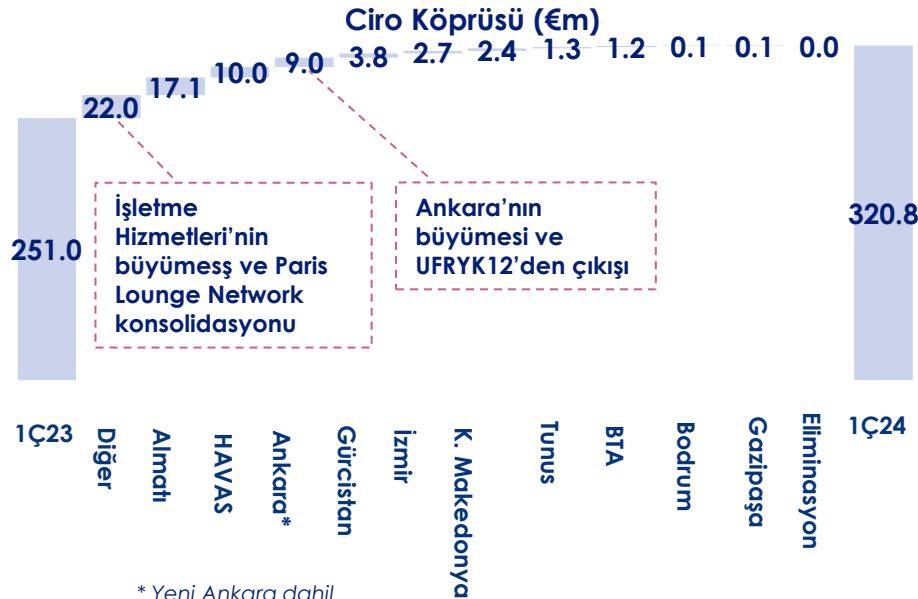 Ciro Köprüsü (€m)
251.0
22.0
17.1
10.0
9.0
3.8
2.7
2.4
1.3
1.2
0.1
0.1
0.0
320.8
İşletme
Hizmetleri’nin
büyümesş ve Paris
Lounge Network
konsolidasyonu
Ankara’nın
büyümesi ve
UFRYK12’den çıkışı
1Ç23
Diğer
Almatı
HAVAS
Ankara*
Gürcistan
İzmir
K. Makedonya
Tunus
BTA
Bodrum
Gazipaşa
Eliminasyon
1Ç24
* Yeni Ankara dahil